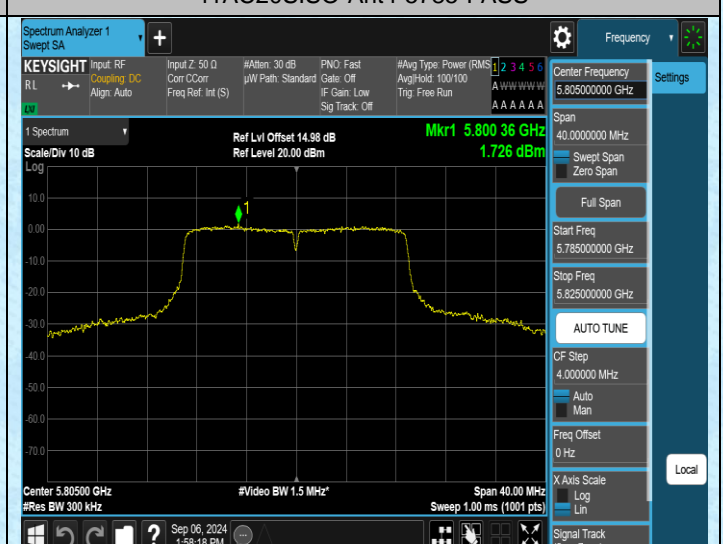 Spectrum Analyzer 1
Swept SA
+
Frequency
KEYSIGHT
RL
Input: RF
Coupling: DC
Align: Auto
Input Z: 50 Ω
Corr CCorr
Freq Ref: Int (S)
#Atten: 30 dB
µW Path: Standard
PNO: Fast
Gate: Off
IF Gain: Low
Sig Track: Off
#Avg Type: Power (RMS
Avg|Hold: 100/100
Trig: Free Run
1 2 3 4 5 6
A W W W W W
A A A A A A
Center Frequency
5.805000000 GHz
Settings
Span
40.0000000 MHz
Swept Span
Zero Span
Full Span
Start Freq
5.785000000 GHz
Stop Freq
5.825000000 GHz
AUTO TUNE
CF Step
4.000000 MHz
Auto
Man
Freq Offset
0 Hz
X Axis Scale
Log
Lin
Signal Track
Local
1 Spectrum
Scale/Div 10 dB
Log
Ref Lvl Offset 14.98 dB
Ref Level 20.00 dBm
Mkr1 5.800 36 GHz
1.726 dBm
1
10.0
0.00
-10.0
-20.0
-30.0
-40.0
-50.0
-60.0
-70.0
Center 5.80500 GHz
#Res BW 300 kHz
#Video BW 1.5 MHz*
Span 40.00 MHz
Sweep 1.00 ms (1001 pts)
?
Sep 06, 2024
1:58:18 PM